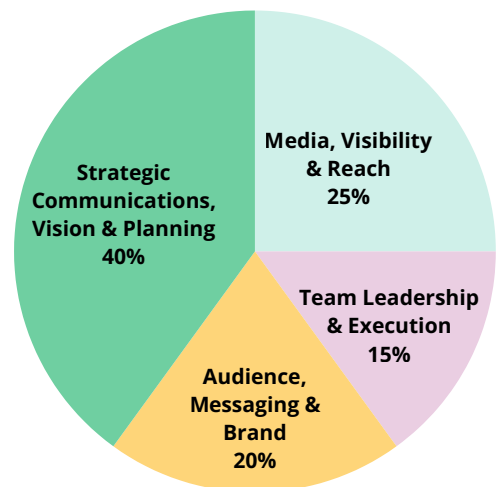 Media, Visibility
& Reach
25%
Strategic
Communications,
Vision & Planning
40%
Team Leadership
& Execution
15%
Audience,
Messaging &
Brand
20%